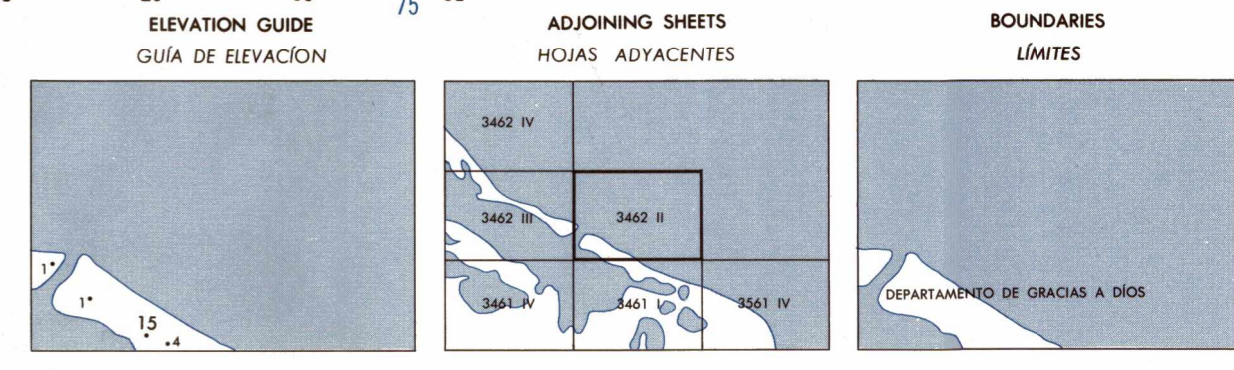 75
ELEVATION GUIDE
GUÍA DE ELEVACÍON
1
1
15
4
ADJOINING SHEETS
HOJAS ADYACENTES
3462 IV
3462 III
3462 II
3461 IV
3461 I
3561 IV
BOUNDARIES
LÍMITES
DEPARTAMENTO DE GRACIAS A DÍOS